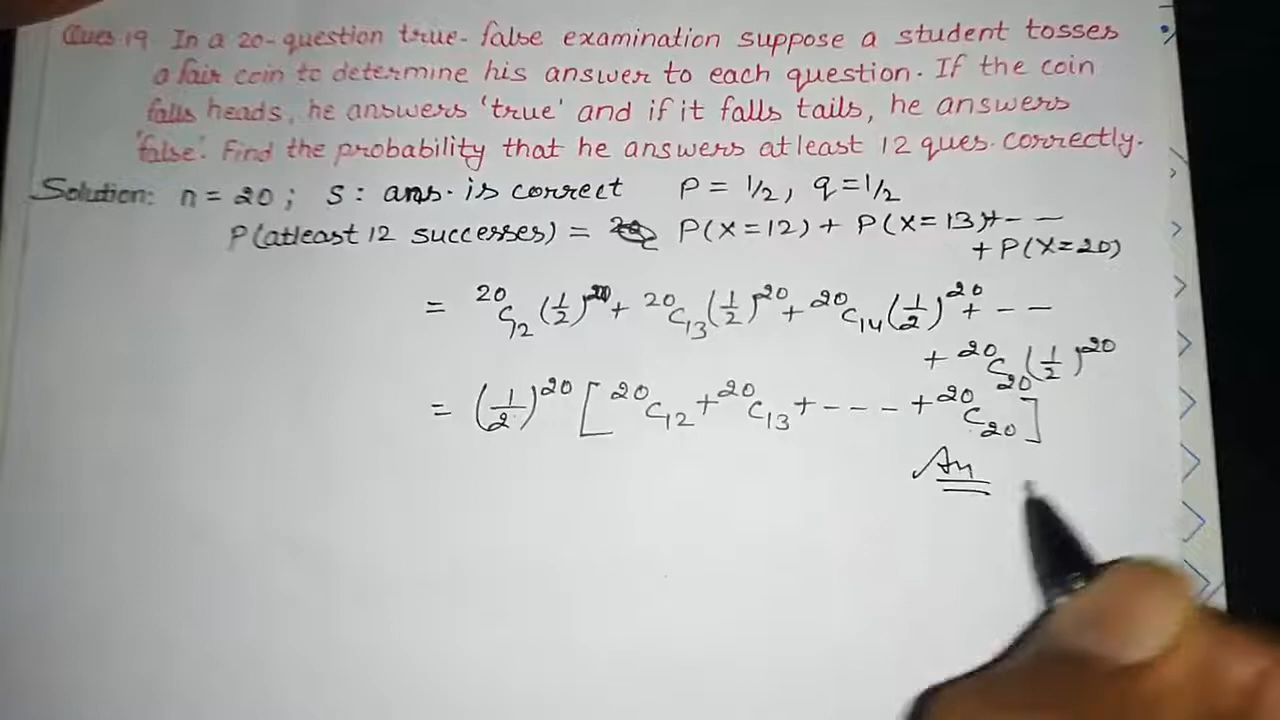 Ques 19 In a 20-question true-false examination suppose a student tosses
a fair coin to determine his answer to each question. If the coin
falls heads, he answers 'true' and if it falls tails, he answers
'false'. Find the probability that he answers atleast 12 ques. correctly.
Solution: n = 20 ; S : ans. is correct P = 1/2, q = 1/2
P(atleast 12 successes) = P(X=12) + P(X=13)+ - -
+ P(X=20)
= ²⁰C₁₂ (1/2)²⁰ + ²⁰C₁₃ (1/2)²⁰ + ²⁰C₁₄ (1/2)²⁰ + - -
+ ²⁰C₂₀ (1/2)²⁰
= (1/2)²⁰ [ ²⁰C₁₂ + ²⁰C₁₃ + - - - + ²⁰C₂₀ ]
Ans